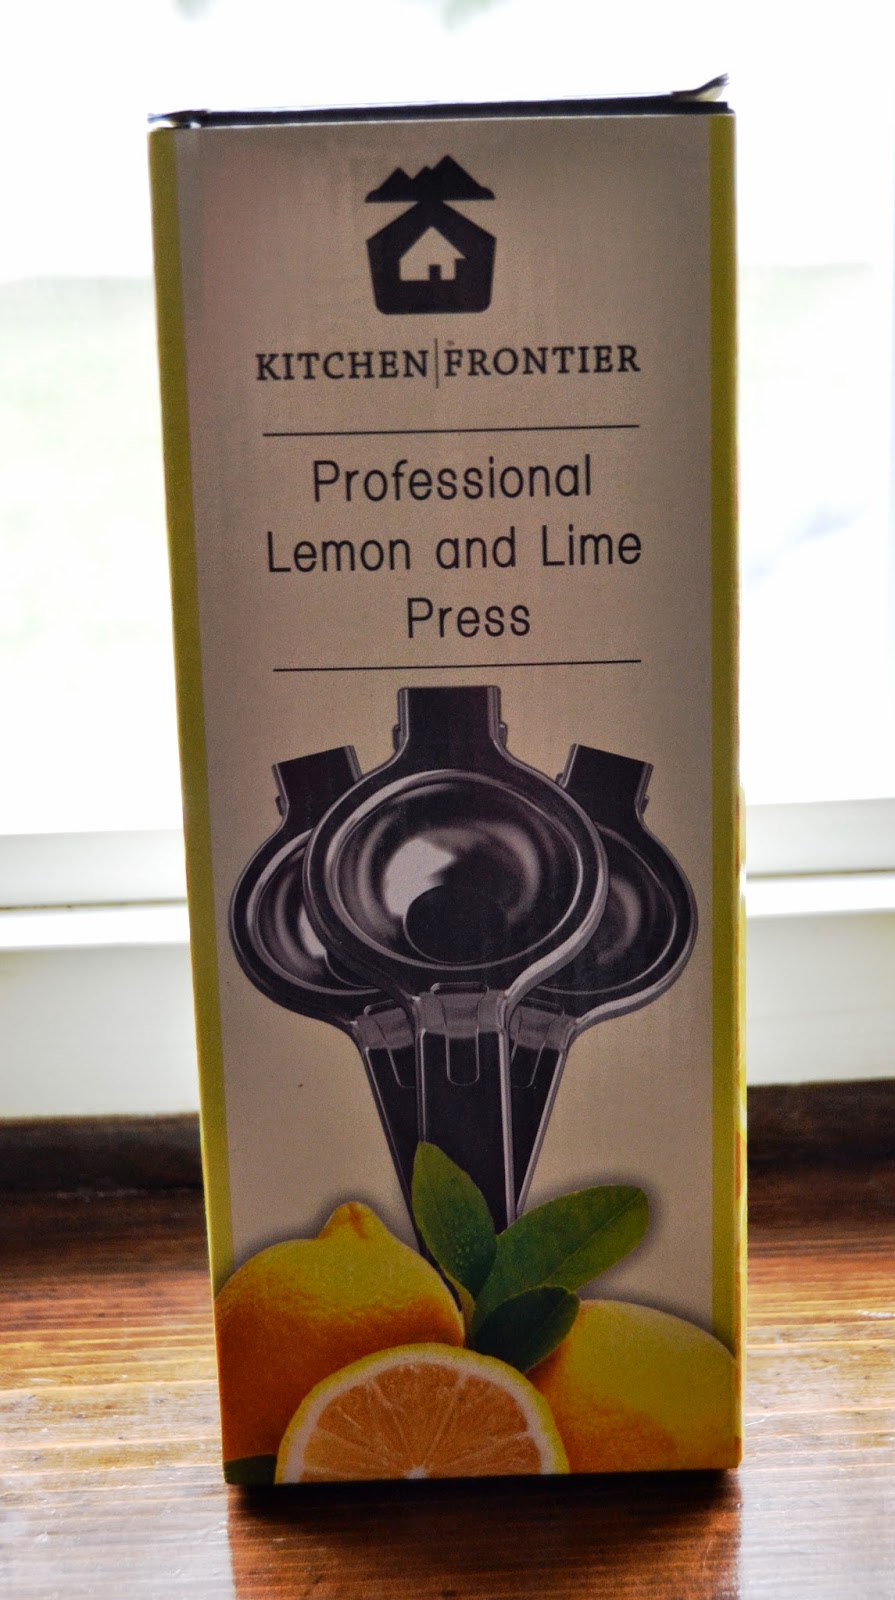 KITCHEN FRONTIER
Professional
Lemon and Lime
Press